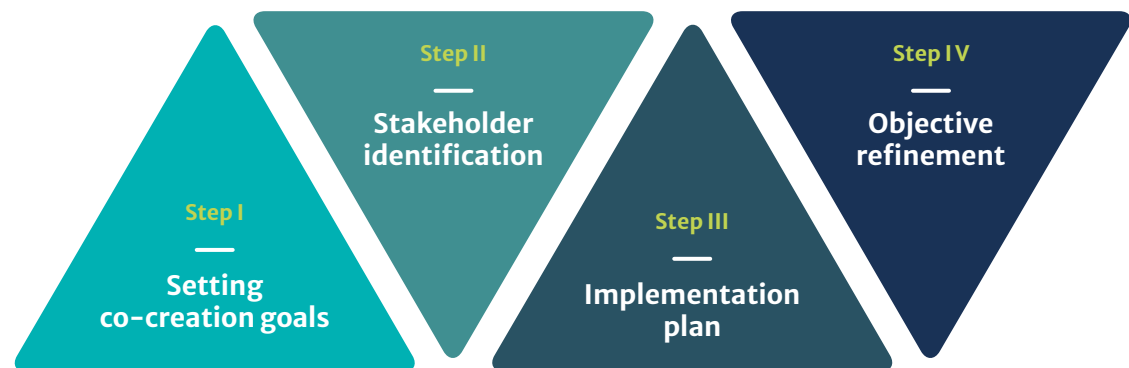 Step I
Setting
co-creation goals
Step II
Stakeholder
identification
Step III
Implementation
plan
Step IV
Objective
refinement